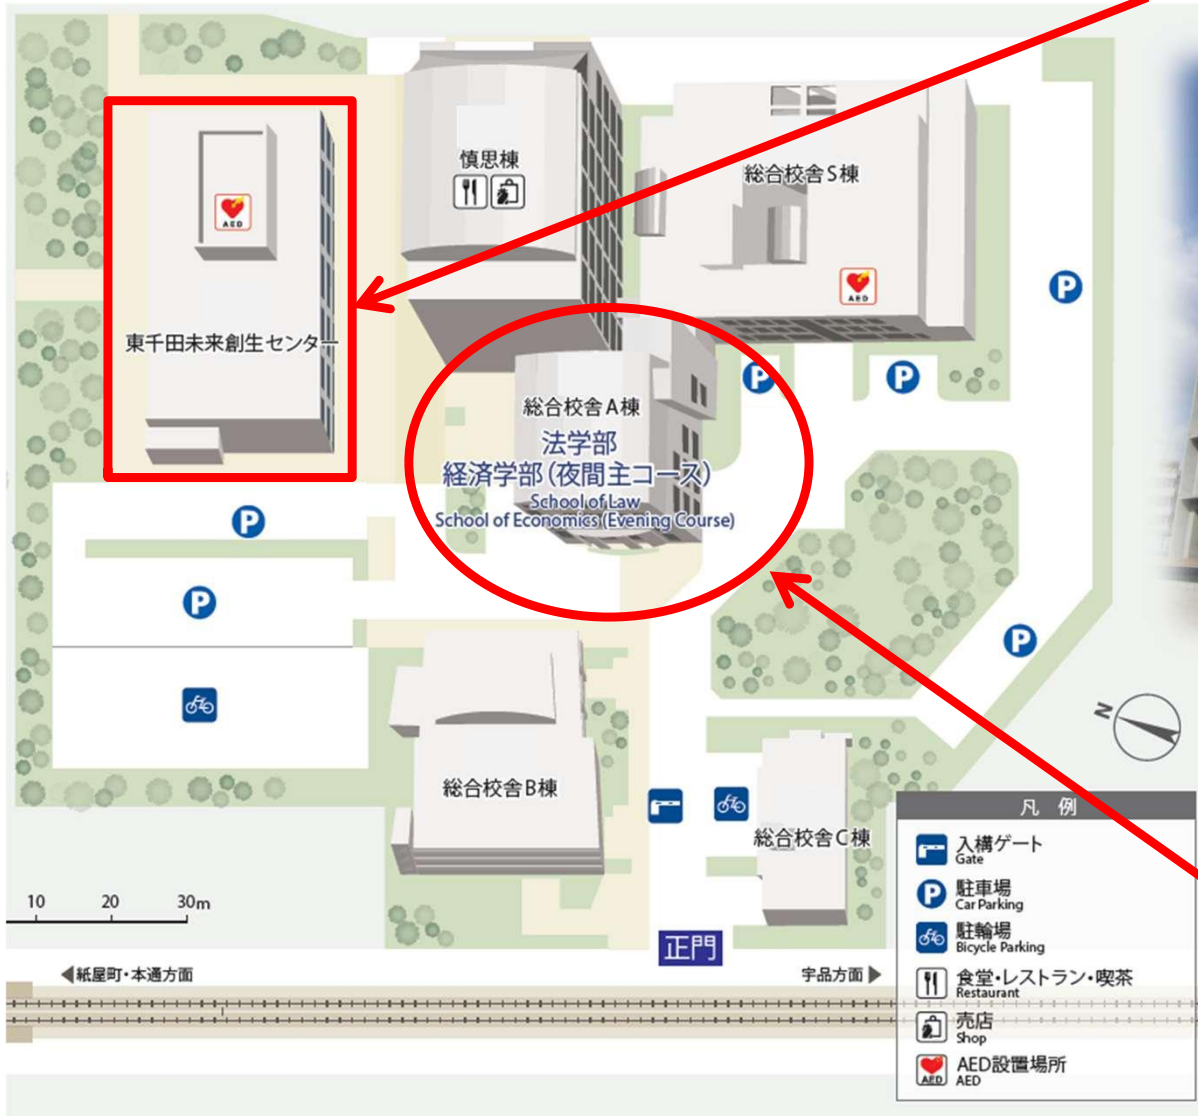 慎思棟
総合校舎S棟
AED
AED
P
東千田未来創生センター
総合校舎A棟
P
P
法学部
経済学部(夜間主コース)
School of Law
School of Economics (Evening Course)
P
P
P
N
総合校舎B棟
総合校舎C棟
10 20 30m
正門
◀紙屋町・本通方面
宇品方面▶
凡 例
入構ゲート
Gate
P 駐車場
Car Parking
駐輪場
Bicycle Parking
食堂・レストラン・喫茶
Restaurant
売店
Shop
AED AED設置場所
AED